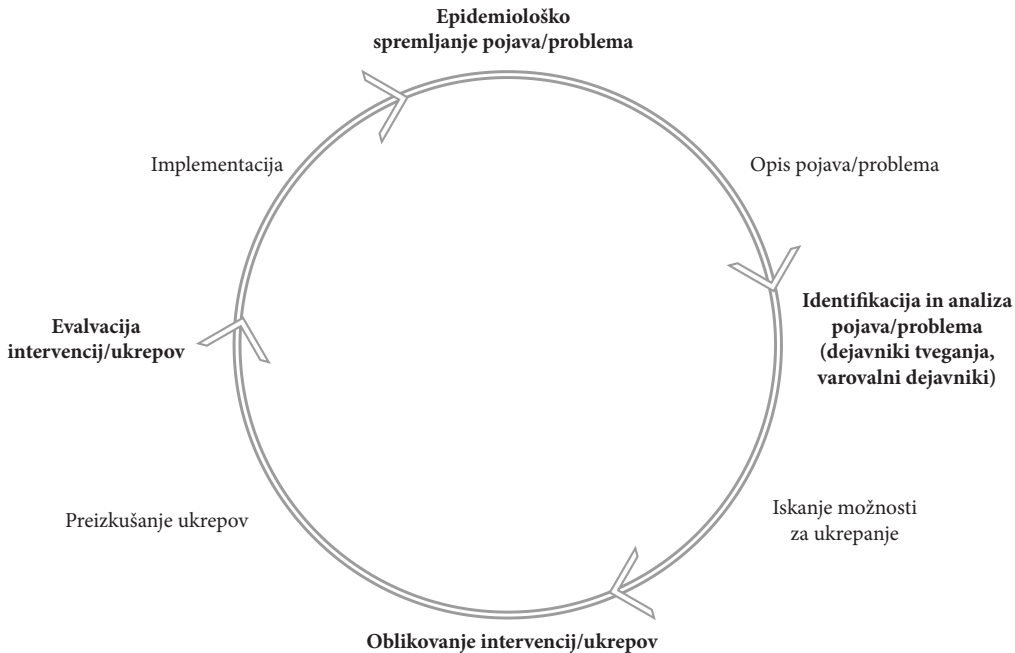 Epidemiološko
spremljanje pojava/problema
Implementacija
Opis pojava/problema
Identifikacija in analiza
pojava/problema
(dejavniki tveganja,
varovalni dejavniki)
Evalvacija
intervencij/ukrepov
Preizkušanje ukrepov
Iskanje možnosti
za ukrepanje
Oblikovanje intervencij/ukrepov